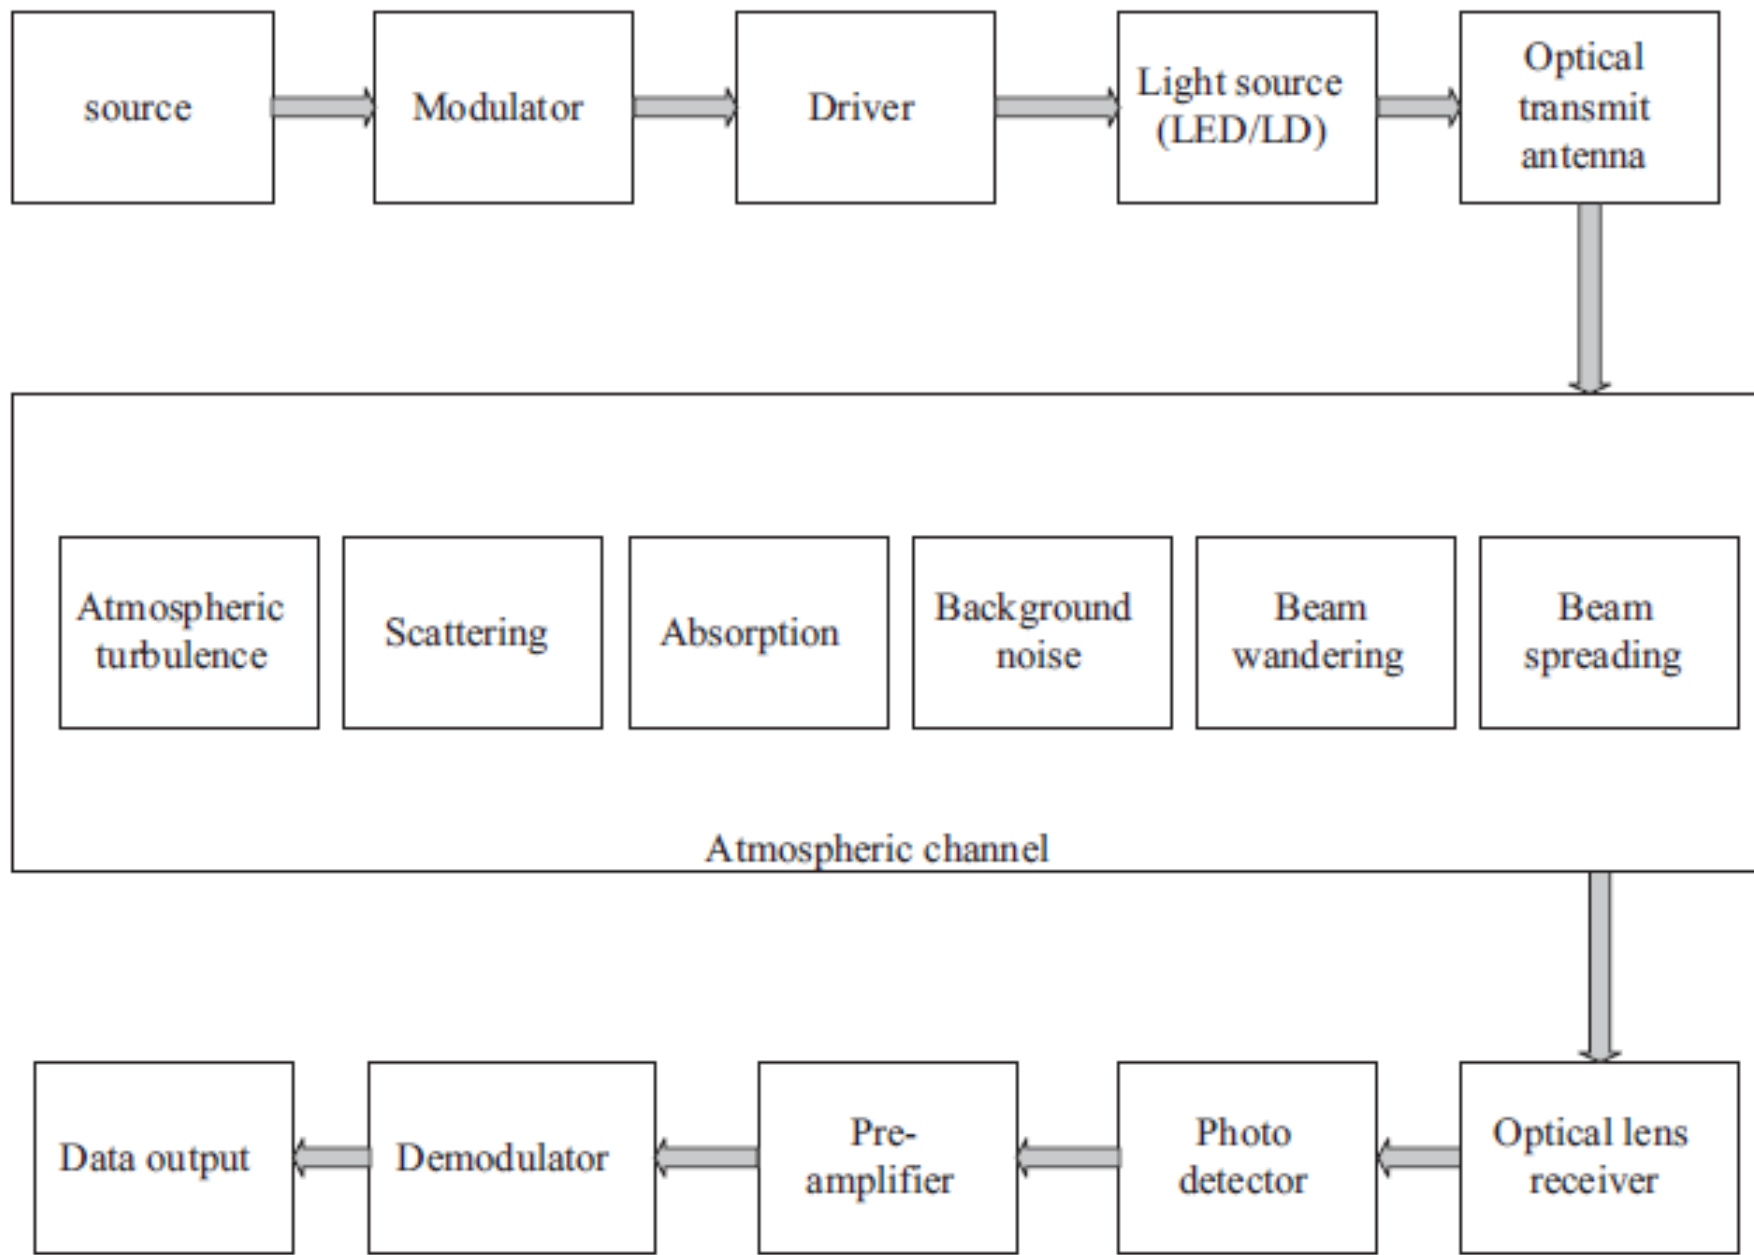 source
Modulator
Driver
Light source
(LED/LD)
Optical
transmit
antenna
Atmospheric
turbulence
Scattering
Absorption
Background
noise
Beam
wandering
Beam
spreading
Atmospheric channel
Data output
Demodulator
Pre-
amplifier
Photo
detector
Optical lens
receiver